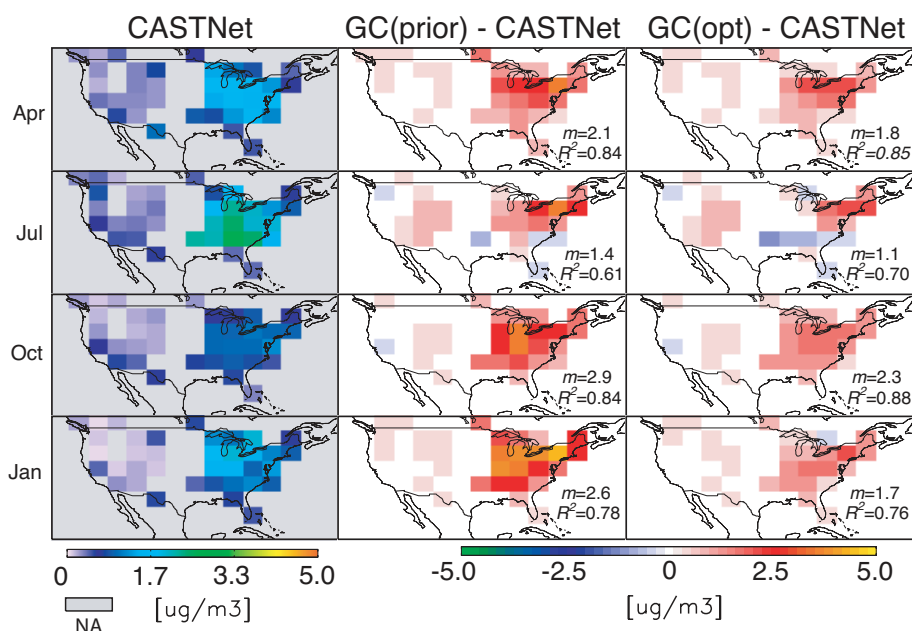 CASTNet GC(prior) - CASTNet GC(opt) - CASTNet
Apr
m=2.1
R²=0.84
m=1.8
R²=0.85
Jul
m=1.4
R²=0.61
m=1.1
R²=0.70
Oct
m=2.9
R²=0.84
m=2.3
R²=0.88
Jan
m=2.6
R²=0.78
m=1.7
R²=0.76
0 1.7 3.3 5.0
[ug/m3]
NA
-5.0 -2.5 0 2.5 5.0
[ug/m3]